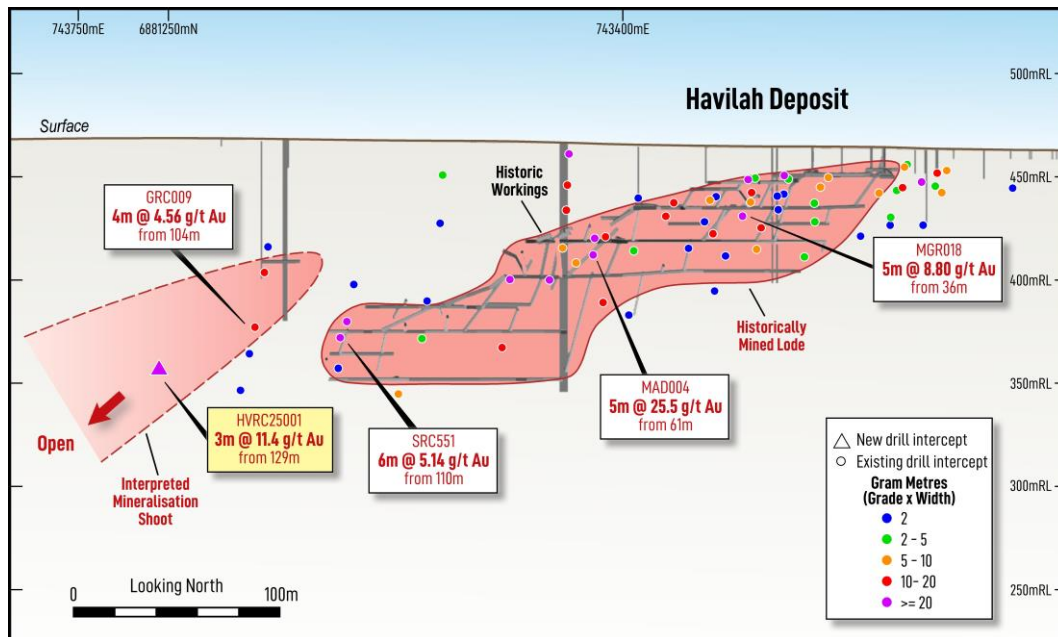 743750mE
6881250mN
743400mE
500mRL
Havilah Deposit
Surface
Historic
Workings
450mRL
GRC009
4m @ 4.56 g/t Au
from 104m
MGR018
5m @ 8.80 g/t Au
from 36m
400mRL
Historically
Mined Lode
350mRL
MAD004
5m @ 25.5 g/t Au
from 61m
HVRC25001
3m @ 11.4 g/t Au
from 129m
SRC551
6m @ 5.14 g/t Au
from 110m
Open
Interpreted
Mineralisation
Shoot
New drill intercept
Existing drill intercept
Gram Metres
(Grade x Width)
2
2 - 5
5 - 10
10- 20
>= 20
300mRL
250mRL
Looking North
0
100m